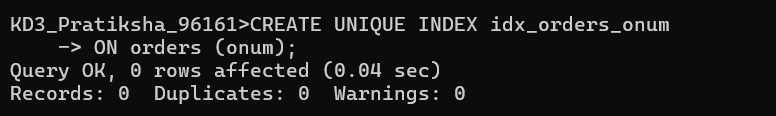 KD3_Pratiksha_96161>CREATE UNIQUE INDEX idx_orders_onum
    -> ON orders (onum);
Query OK, 0 rows affected (0.04 sec)
Records: 0  Duplicates: 0  Warnings: 0